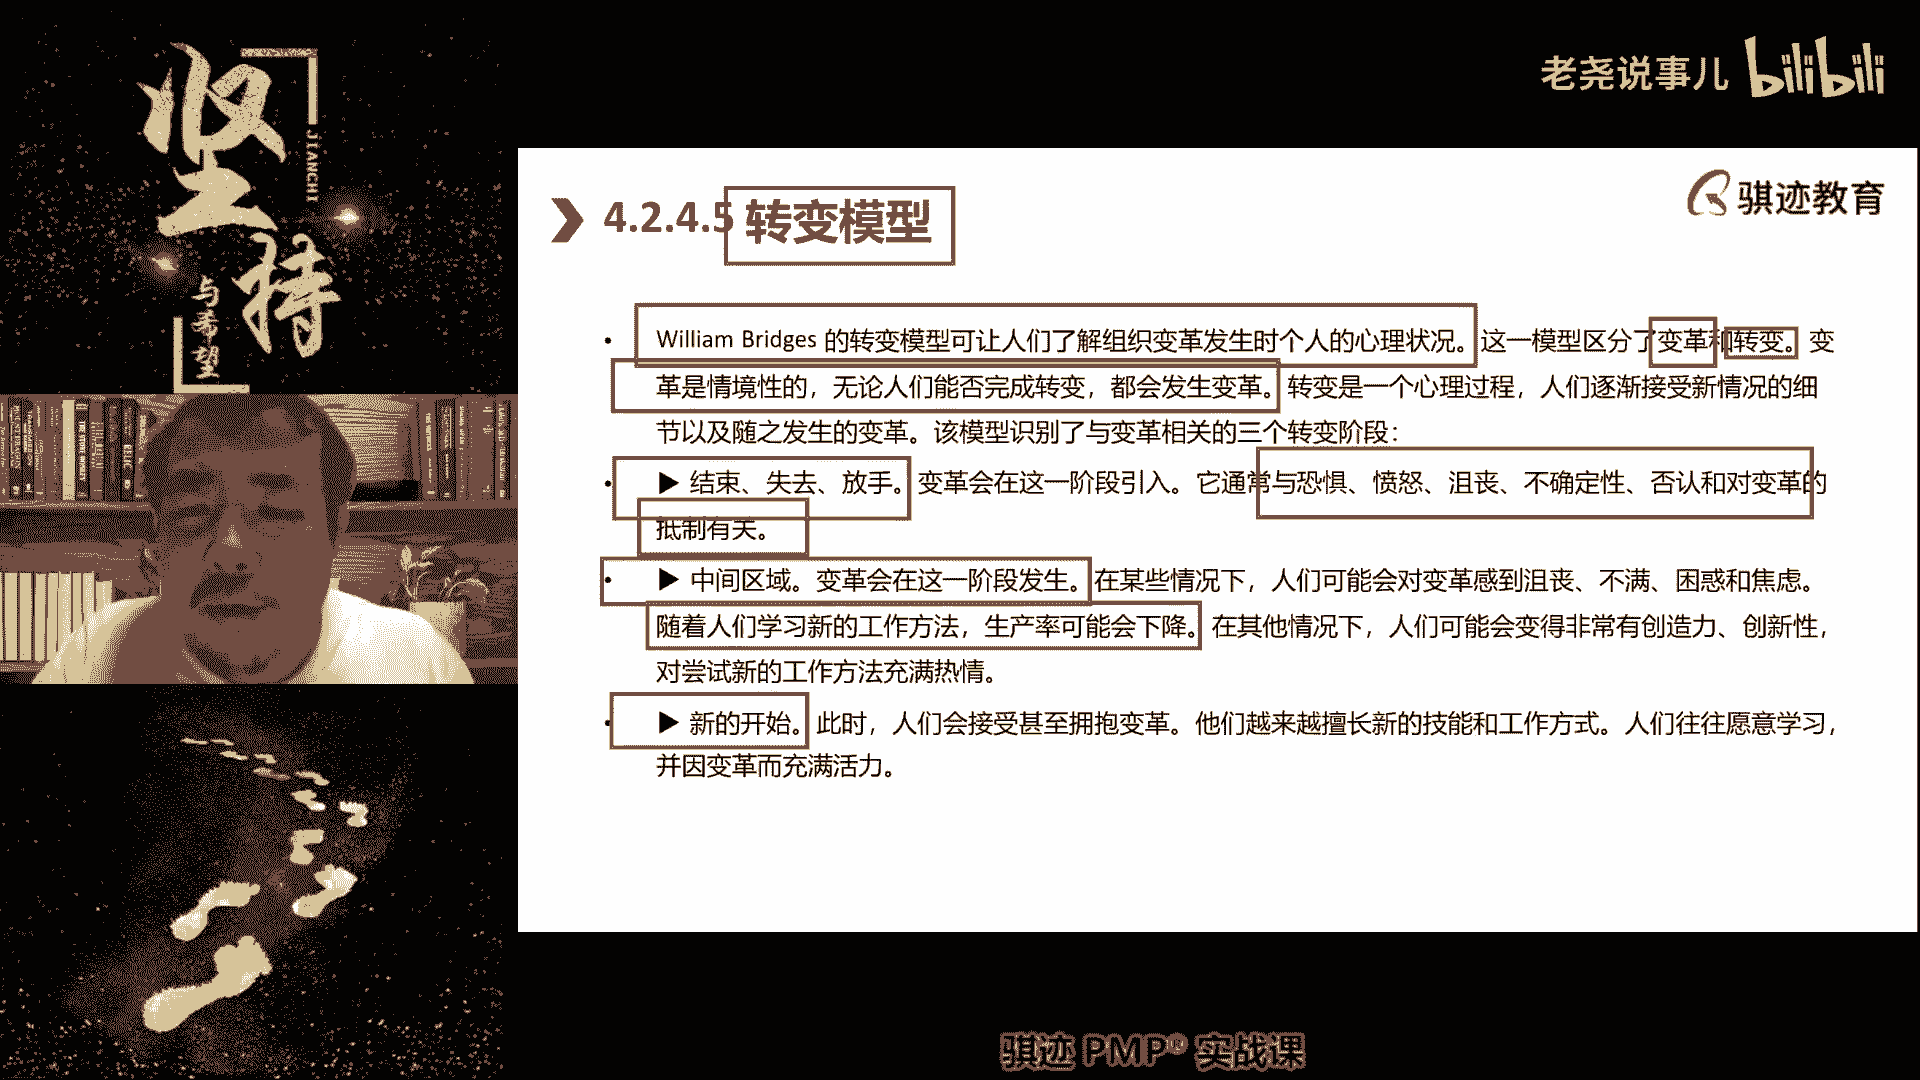 坚持
JIANCHI
与希望
老尧说事儿 bilibili
骐迹教育
4.2.4.5 转变模型
• William Bridges 的转变模型可让人们了解组织变革发生时个人的心理状况。这一模型区分了变革和转变。变
革是情境性的，无论人们能否完成转变，都会发生变革。转变是一个心理过程，人们逐渐接受新情况的细
节以及随之发生的变革。该模型识别了与变革相关的三个转变阶段：
• ▶ 结束、失去、放手。变革会在这一阶段引入。它通常与恐惧、愤怒、沮丧、不确定性、否认和对变革的
抵制有关。
• ▶ 中间区域。变革会在这一阶段发生。在某些情况下，人们可能会对变革感到沮丧、不满、困惑和焦虑。
随着人们学习新的工作方法，生产率可能会下降。在其他情况下，人们可能会变得非常有创造力、创新性，
对尝试新的工作方法充满热情。
• ▶ 新的开始。此时，人们会接受甚至拥抱变革。他们越来越擅长新的技能和工作方式。人们往往愿意学习，
并因变革而充满活力。
骐迹 PMP® 实战课